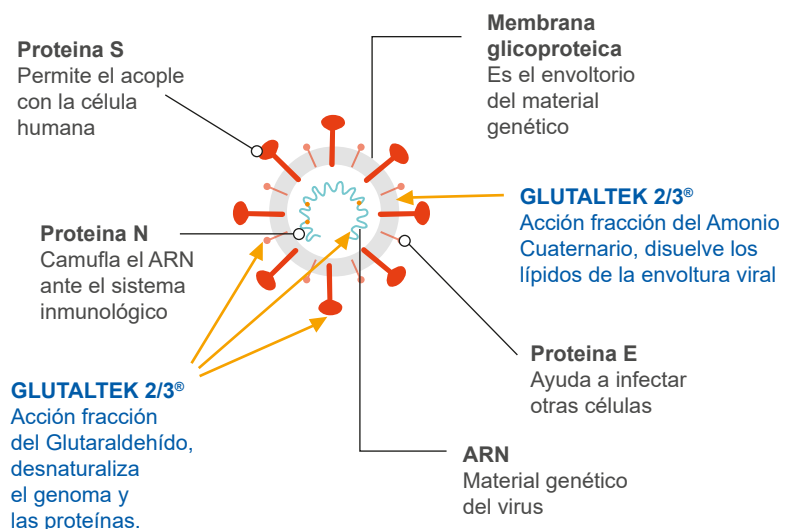 Proteina S
Permite el acople
con la célula
humana
Membrana
glicoproteica
Es el envoltorio
del material
genético
GLUTALTEK 2/3®
Acción fracción del Amonio
Cuaternario, disuelve los
lípidos de la envoltura viral
Proteina N
Camufla el ARN
ante el sistema
inmunológico
Proteina E
Ayuda a infectar
otras células
GLUTALTEK 2/3®
Acción fracción
del Glutaraldehído,
desnaturaliza
el genoma y
las proteínas.
ARN
Material genético
del virus